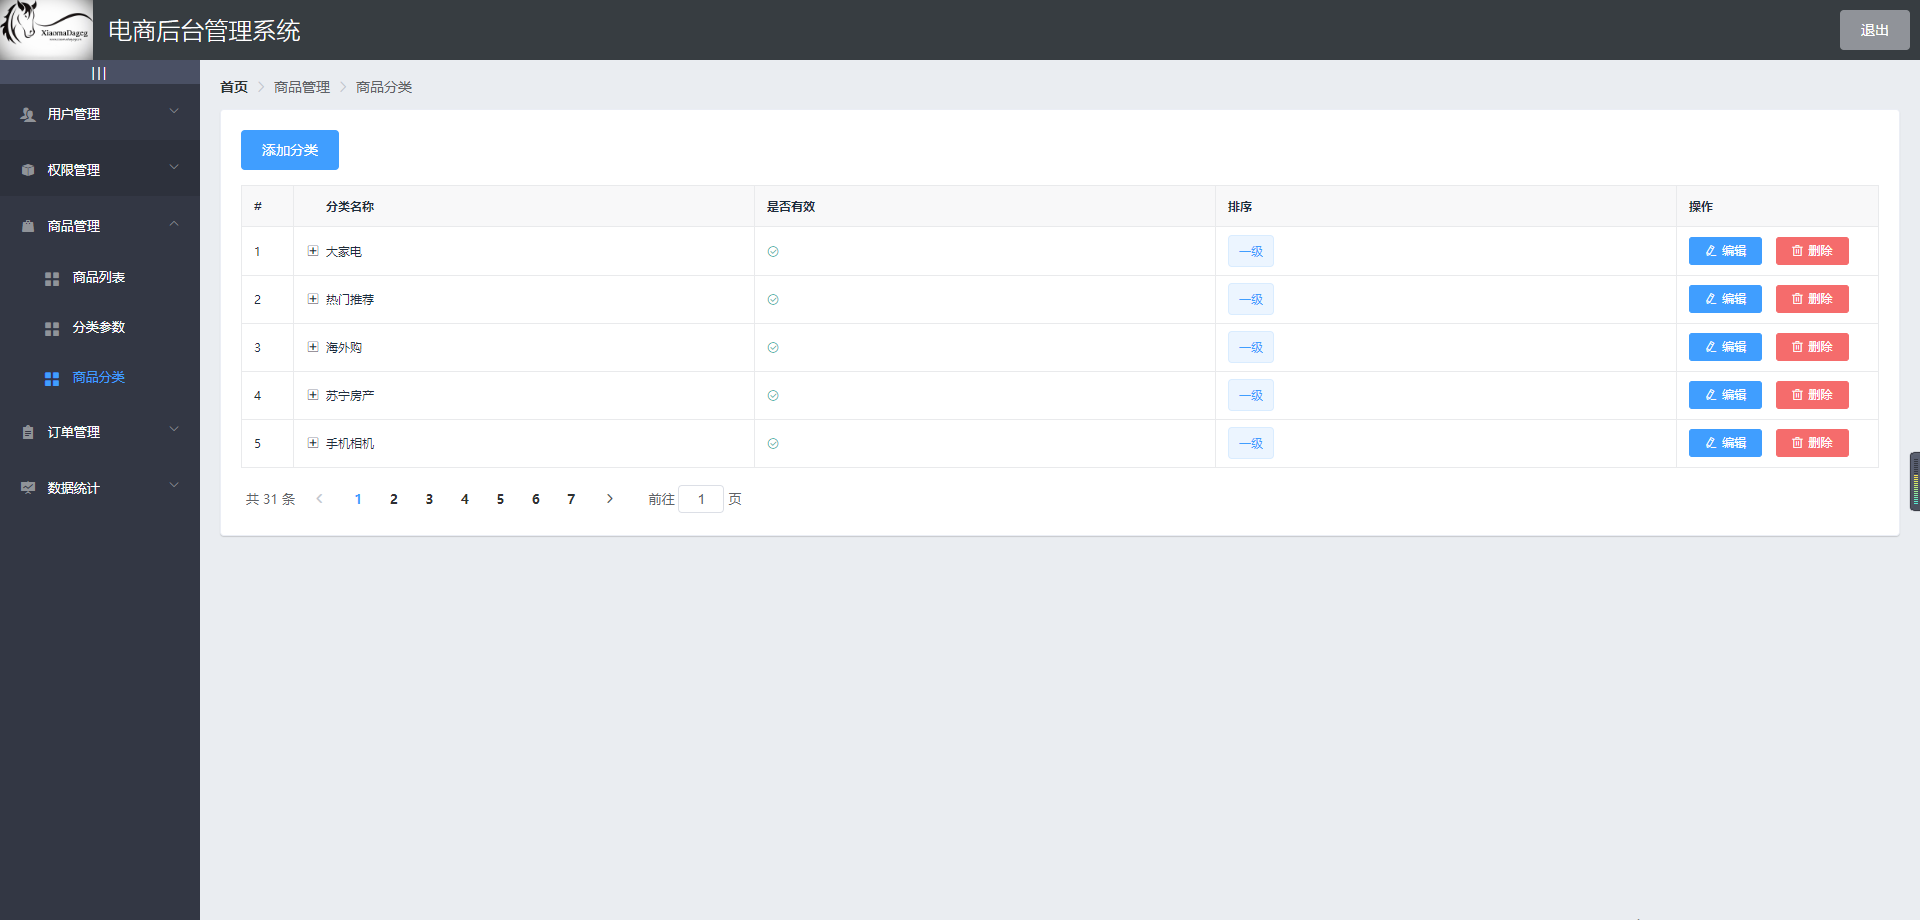 XiaomaDageg
电商后台管理系统
退出
|||
用户管理
权限管理
商品管理
商品列表
分类参数
商品分类
订单管理
数据统计
首页 商品管理 商品分类
添加分类
# 分类名称 是否有效 排序 操作
1 大家电 一级 编辑 删除
2 热门推荐 一级 编辑 删除
3 海外购 一级 编辑 删除
4 苏宁房产 一级 编辑 删除
5 手机相机 一级 编辑 删除
共 31 条 1 2 3 4 5 6 7 前往 1 页